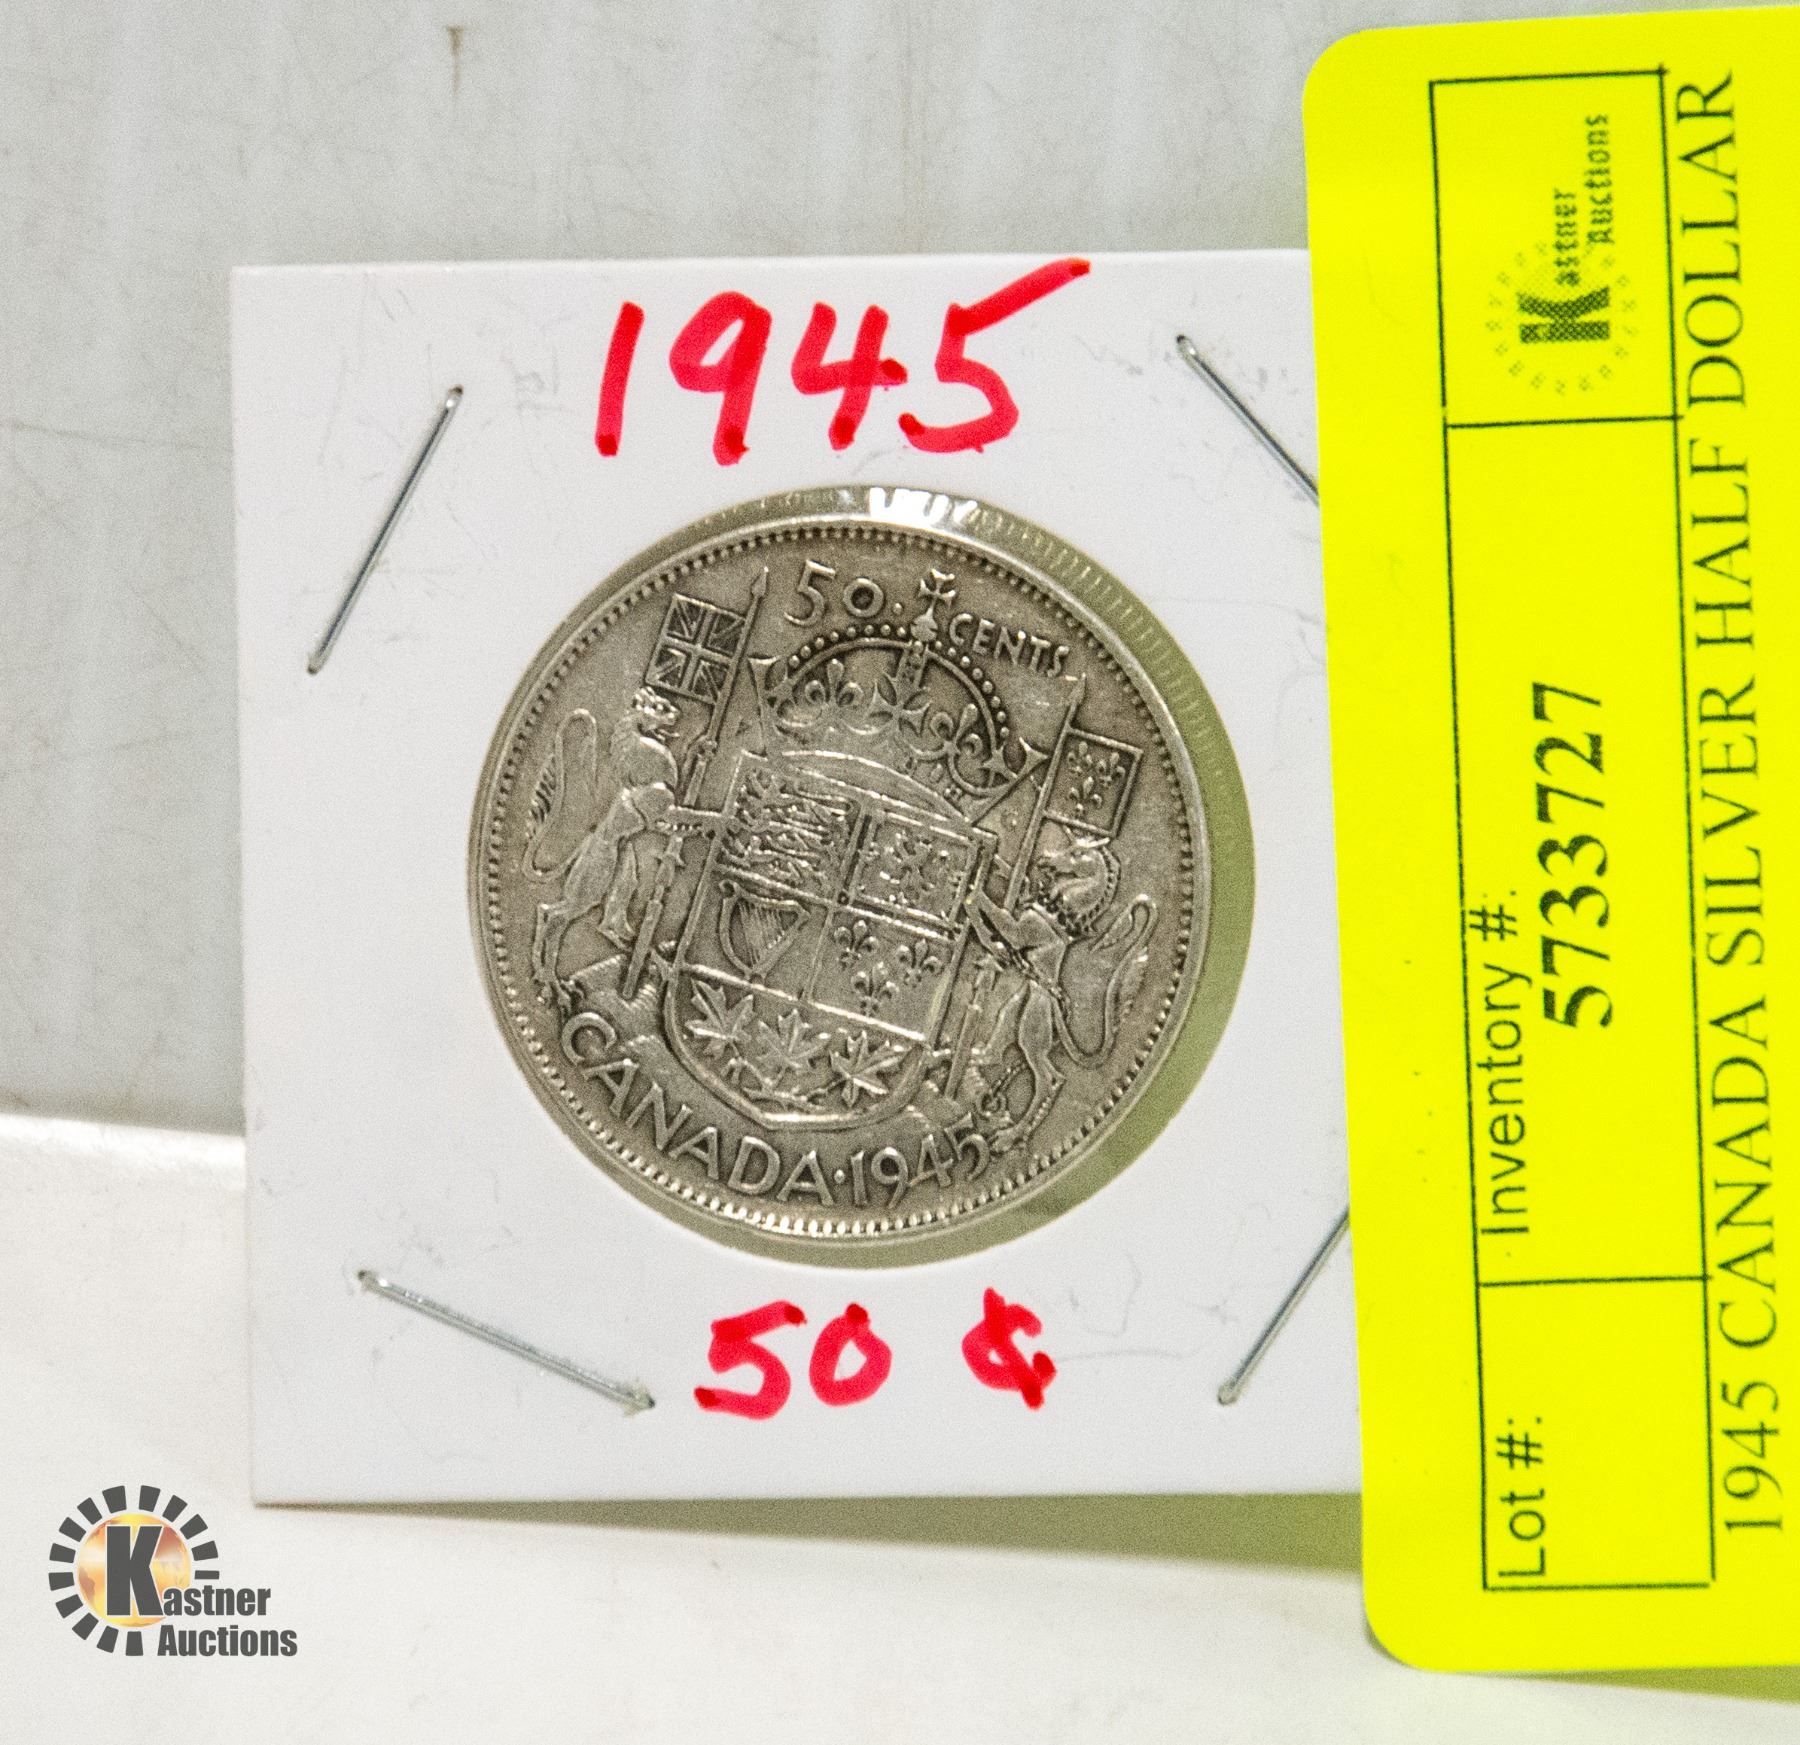 1945
50 CENTS
CANADA·1945
50 ¢
Kastner
Auctions
Lot #:
Inventory #:
5733727
Kastner
Auctions
1945 CANADA SILVER HALF DOLLAR